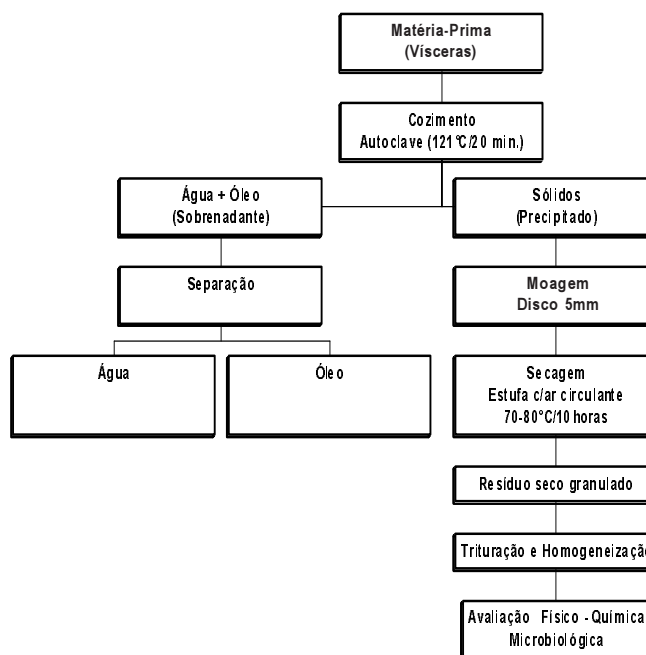 Matéria-Prima
(Vísceras)
Cozimento
Autoclave (121°C/20 min.)
Água + Óleo
(Sobrenadante)
Sólidos
(Precipitado)
Separação
Moagem
Disco 5mm
Água
Óleo
Secagem
Estufa c/ar circulante
70-80°C/10 horas
Resíduo seco granulado
Trituração e Homogeneização
Avaliação Físico - Química
Microbiológica